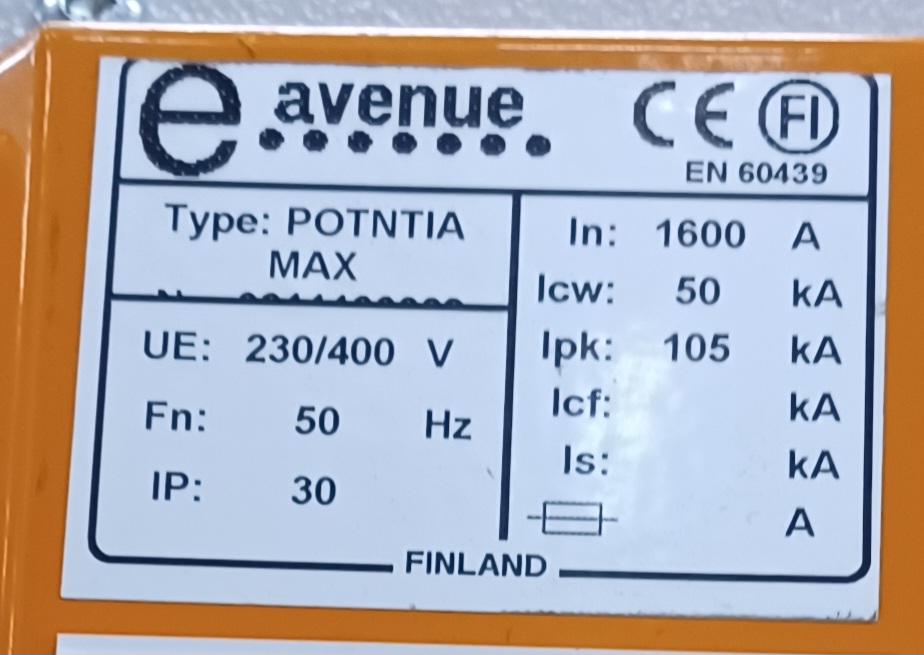 e avenue
CE FI
EN 60439
Type: POTNTIA
MAX
UE: 230/400 V
Fn: 50 Hz
IP: 30
In: 1600 A
Icw: 50 kA
Ipk: 105 kA
Icf: kA
Is: kA
A
FINLAND